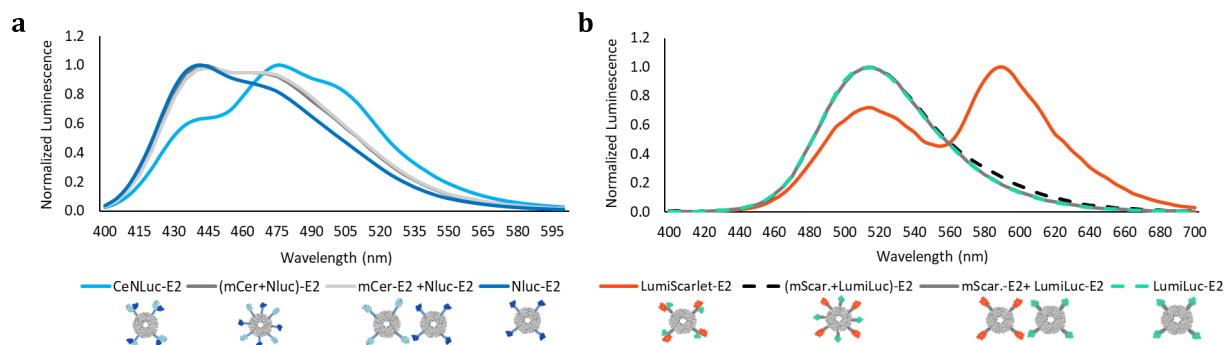 a
1.2
1.0
0.8
0.6
0.4
0.2
0.0
Normalized Luminescence
400 415 430 445 460 475 490 505 520 535 550 565 580 595
Wavelength (nm)
CeNLuc-E2 (mCer+Nluc)-E2 mCer-E2 +Nluc-E2 Nluc-E2
b
1.2
1.0
0.8
0.6
0.4
0.2
0.0
Normalized Luminescence
400 420 440 460 480 500 520 540 560 580 600 620 640 660 680 700
Wavelength (nm)
LumiScarlet-E2 (mScar.+LumiLuc)-E2 mScar.-E2+ LumiLuc-E2 LumiLuc-E2